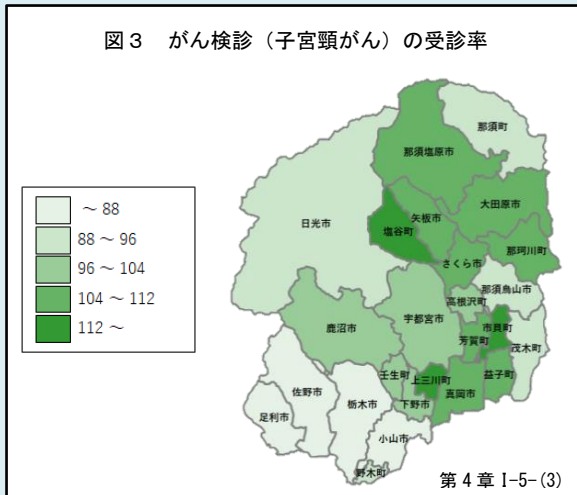 図３　がん検診（子宮頸がん）の受診率
～ 88
88 ～ 96
96 ～ 104
104 ～ 112
112 ～
那須町
那須塩原市
大田原市
矢板市
日光市
塩谷町
那珂川町
さくら市
那須烏山市
高根沢町
宇都宮市
鹿沼市
市貝町
芳賀町
茂木町
壬生町
上三川町
益子町
真岡市
佐野市
栃木市
下野市
足利市
小山市
野木町
第４章Ⅰ-5-(3)